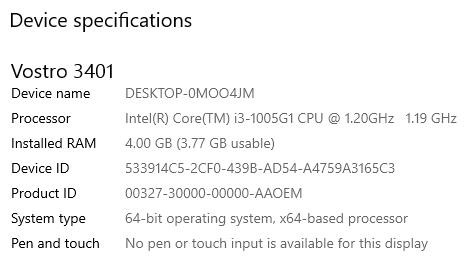 Device specifications
Vostro 3401
Device name DESKTOP-0MOO4JM
Processor Intel(R) Core(TM) i3-1005G1 CPU @ 1.20GHz 1.19 GHz
Installed RAM 4.00 GB (3.77 GB usable)
Device ID 533914C5-2CF0-439B-AD54-A4759A3165C3
Product ID 00327-30000-00000-AAOEM
System type 64-bit operating system, x64-based processor
Pen and touch No pen or touch input is available for this display